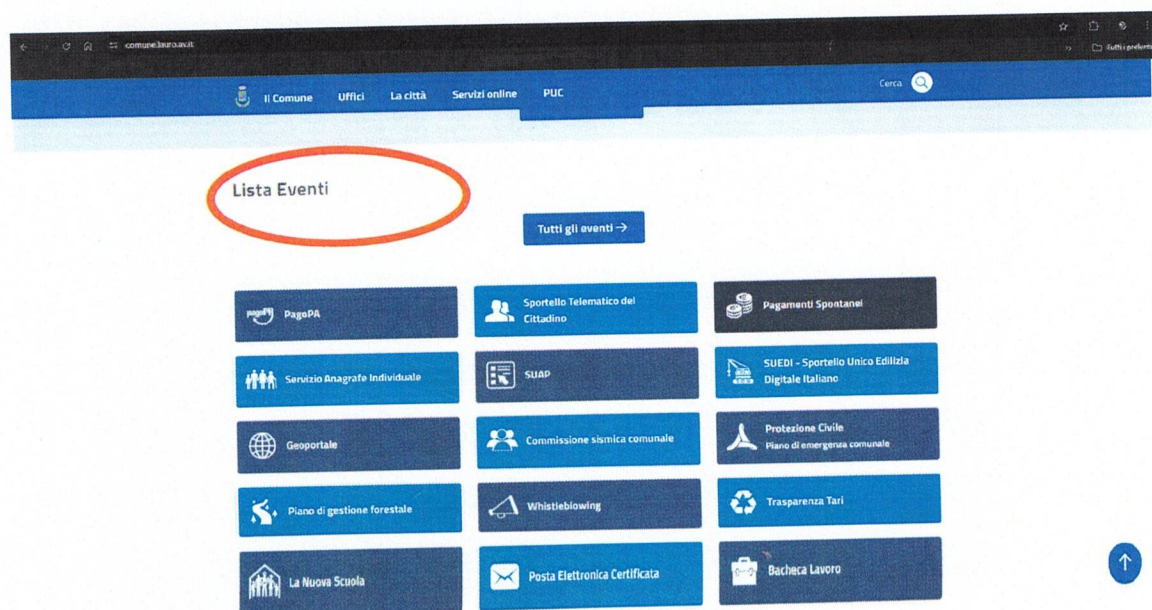 comune.lauro.av.it
Tutti i preferiti
Il Comune Uffici La città Servizi online PUC
Cerca
Lista Eventi
Tutti gli eventi →
pagoPA PagoPA
Sportello Telematico del
Cittadino
Pagamenti Spontanei
Servizio Anagrafe Individuale
SUAP
SUEDI - Sportello Unico Edilizia
Digitale Italiano
Geoportale
Commissione sismica comunale
Protezione Civile
Piano di emergenza comunale
Piano di gestione forestale
Whistleblowing
Trasparenza Tari
La Nuova Scuola
Posta Elettronica Certificata
Bacheca Lavoro